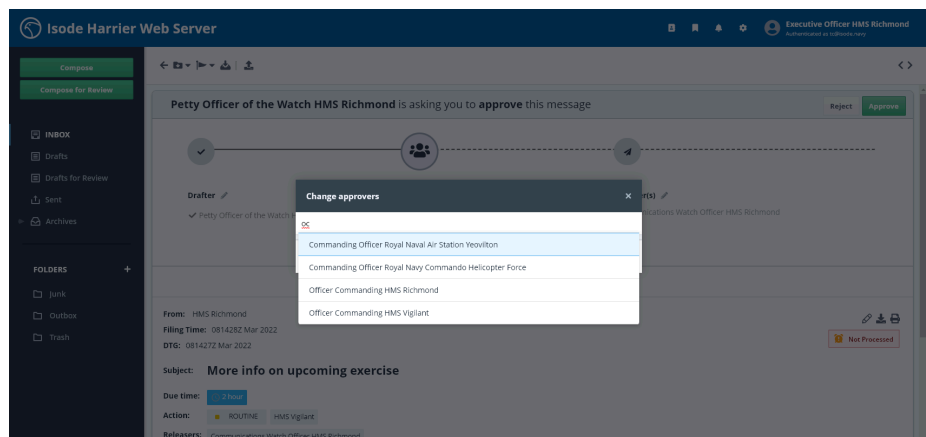 Isode Harrier Web Server
Executive Officer HMS Richmond
Authenticated as to@isode.navy
Compose
Compose for Review
Petty Officer of the Watch HMS Richmond is asking you to approve this message
Reject
Approve
INBOX
Drafts
Drafts for Review
Sent
Archives
FOLDERS +
Junk
Outbox
Trash
Drafter
Petty Officer of the Watch H
r(s)
ications Watch Officer HMS Richmond
Change approvers ×
oc
Commanding Officer Royal Naval Air Station Yeovilton
Commanding Officer Royal Navy Commando Helicopter Force
Officer Commanding HMS Richmond
Officer Commanding HMS Vigilant
From: HMS Richmond
Filing Time: 081428Z Mar 2022
DTG: 081427Z Mar 2022
Not Processed
Subject: More info on upcoming exercise
Due time: 2 hour
Action: ROUTINE HMS Vigilant
Releasers: Communications Watch Officer HMS Richmond